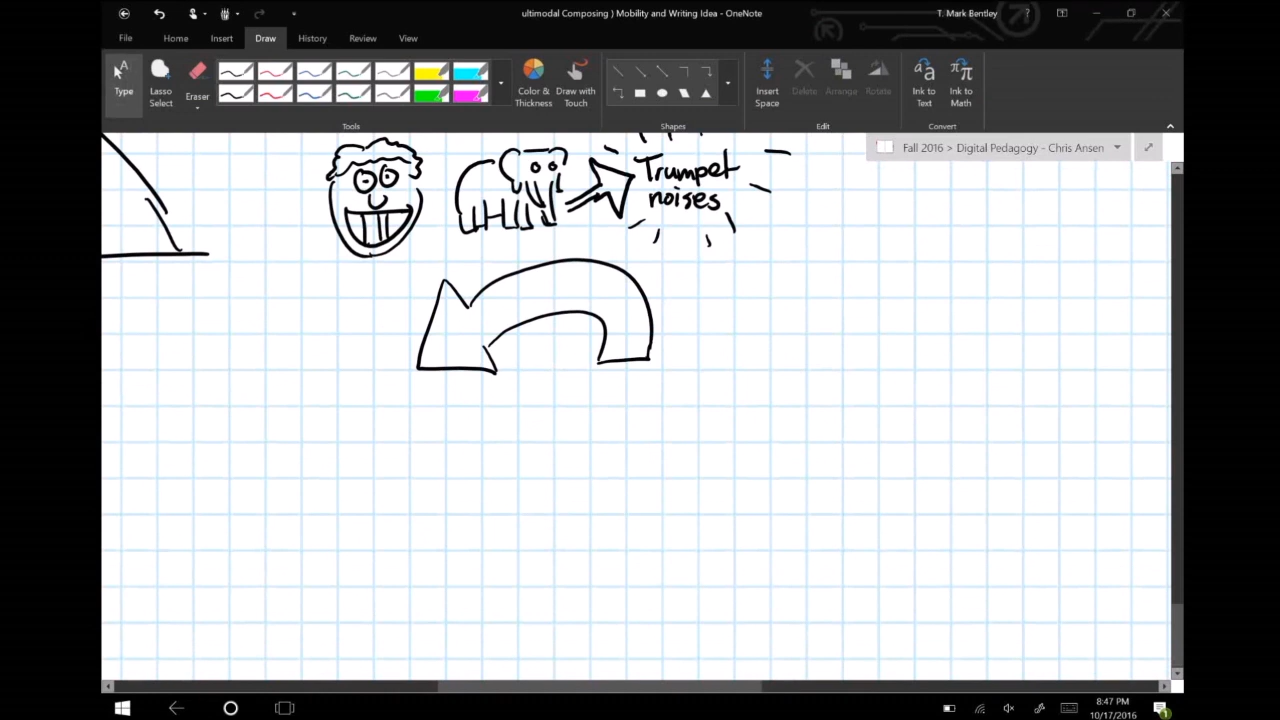 ultimodal Composing ) Mobility and Writing Idea - OneNote
T. Mark Bentley
?
File
Home
Insert
Draw
History
Review
View
Type
Lasso
Select
Eraser
Color &
Thickness
Draw with
Touch
Insert
Space
Delete
Arrange
Rotate
Ink to
Text
Ink to
Math
Tools
Shapes
Edit
Convert
Fall 2016 > Digital Pedagogy - Chris Ansen
Trumpet
noises
8:47 PM
10/17/2016
1